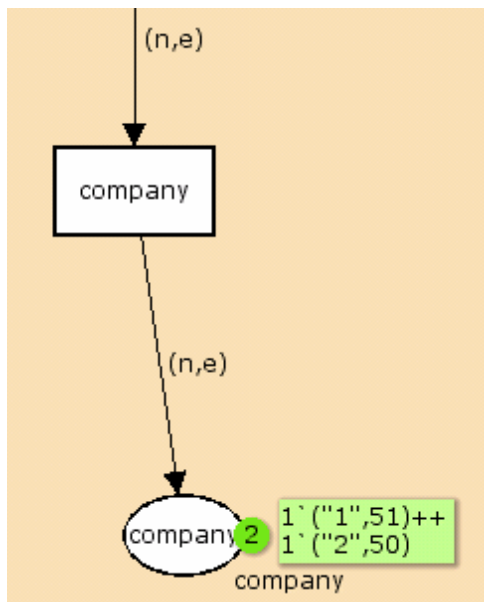 (n,e)
company
(n,e)
company
2
1`("1",51)++
1`("2",50)
company